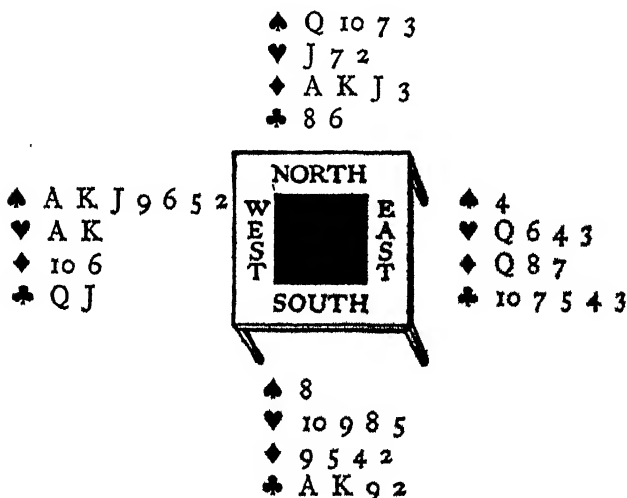 ♠ Q 10 7 3
♥ J 7 2
♦ A K J 3
♣ 8 6
NORTH
♠ A K J 9 6 5 2
♥ A K
♦ 10 6
♣ Q J
WEST
EAST
♠ 4
♥ Q 6 4 3
♦ Q 8 7
♣ 10 7 5 4 3
SOUTH
♠ 8
♥ 10 9 8 5
♦ 9 5 4 2
♣ A K 9 2